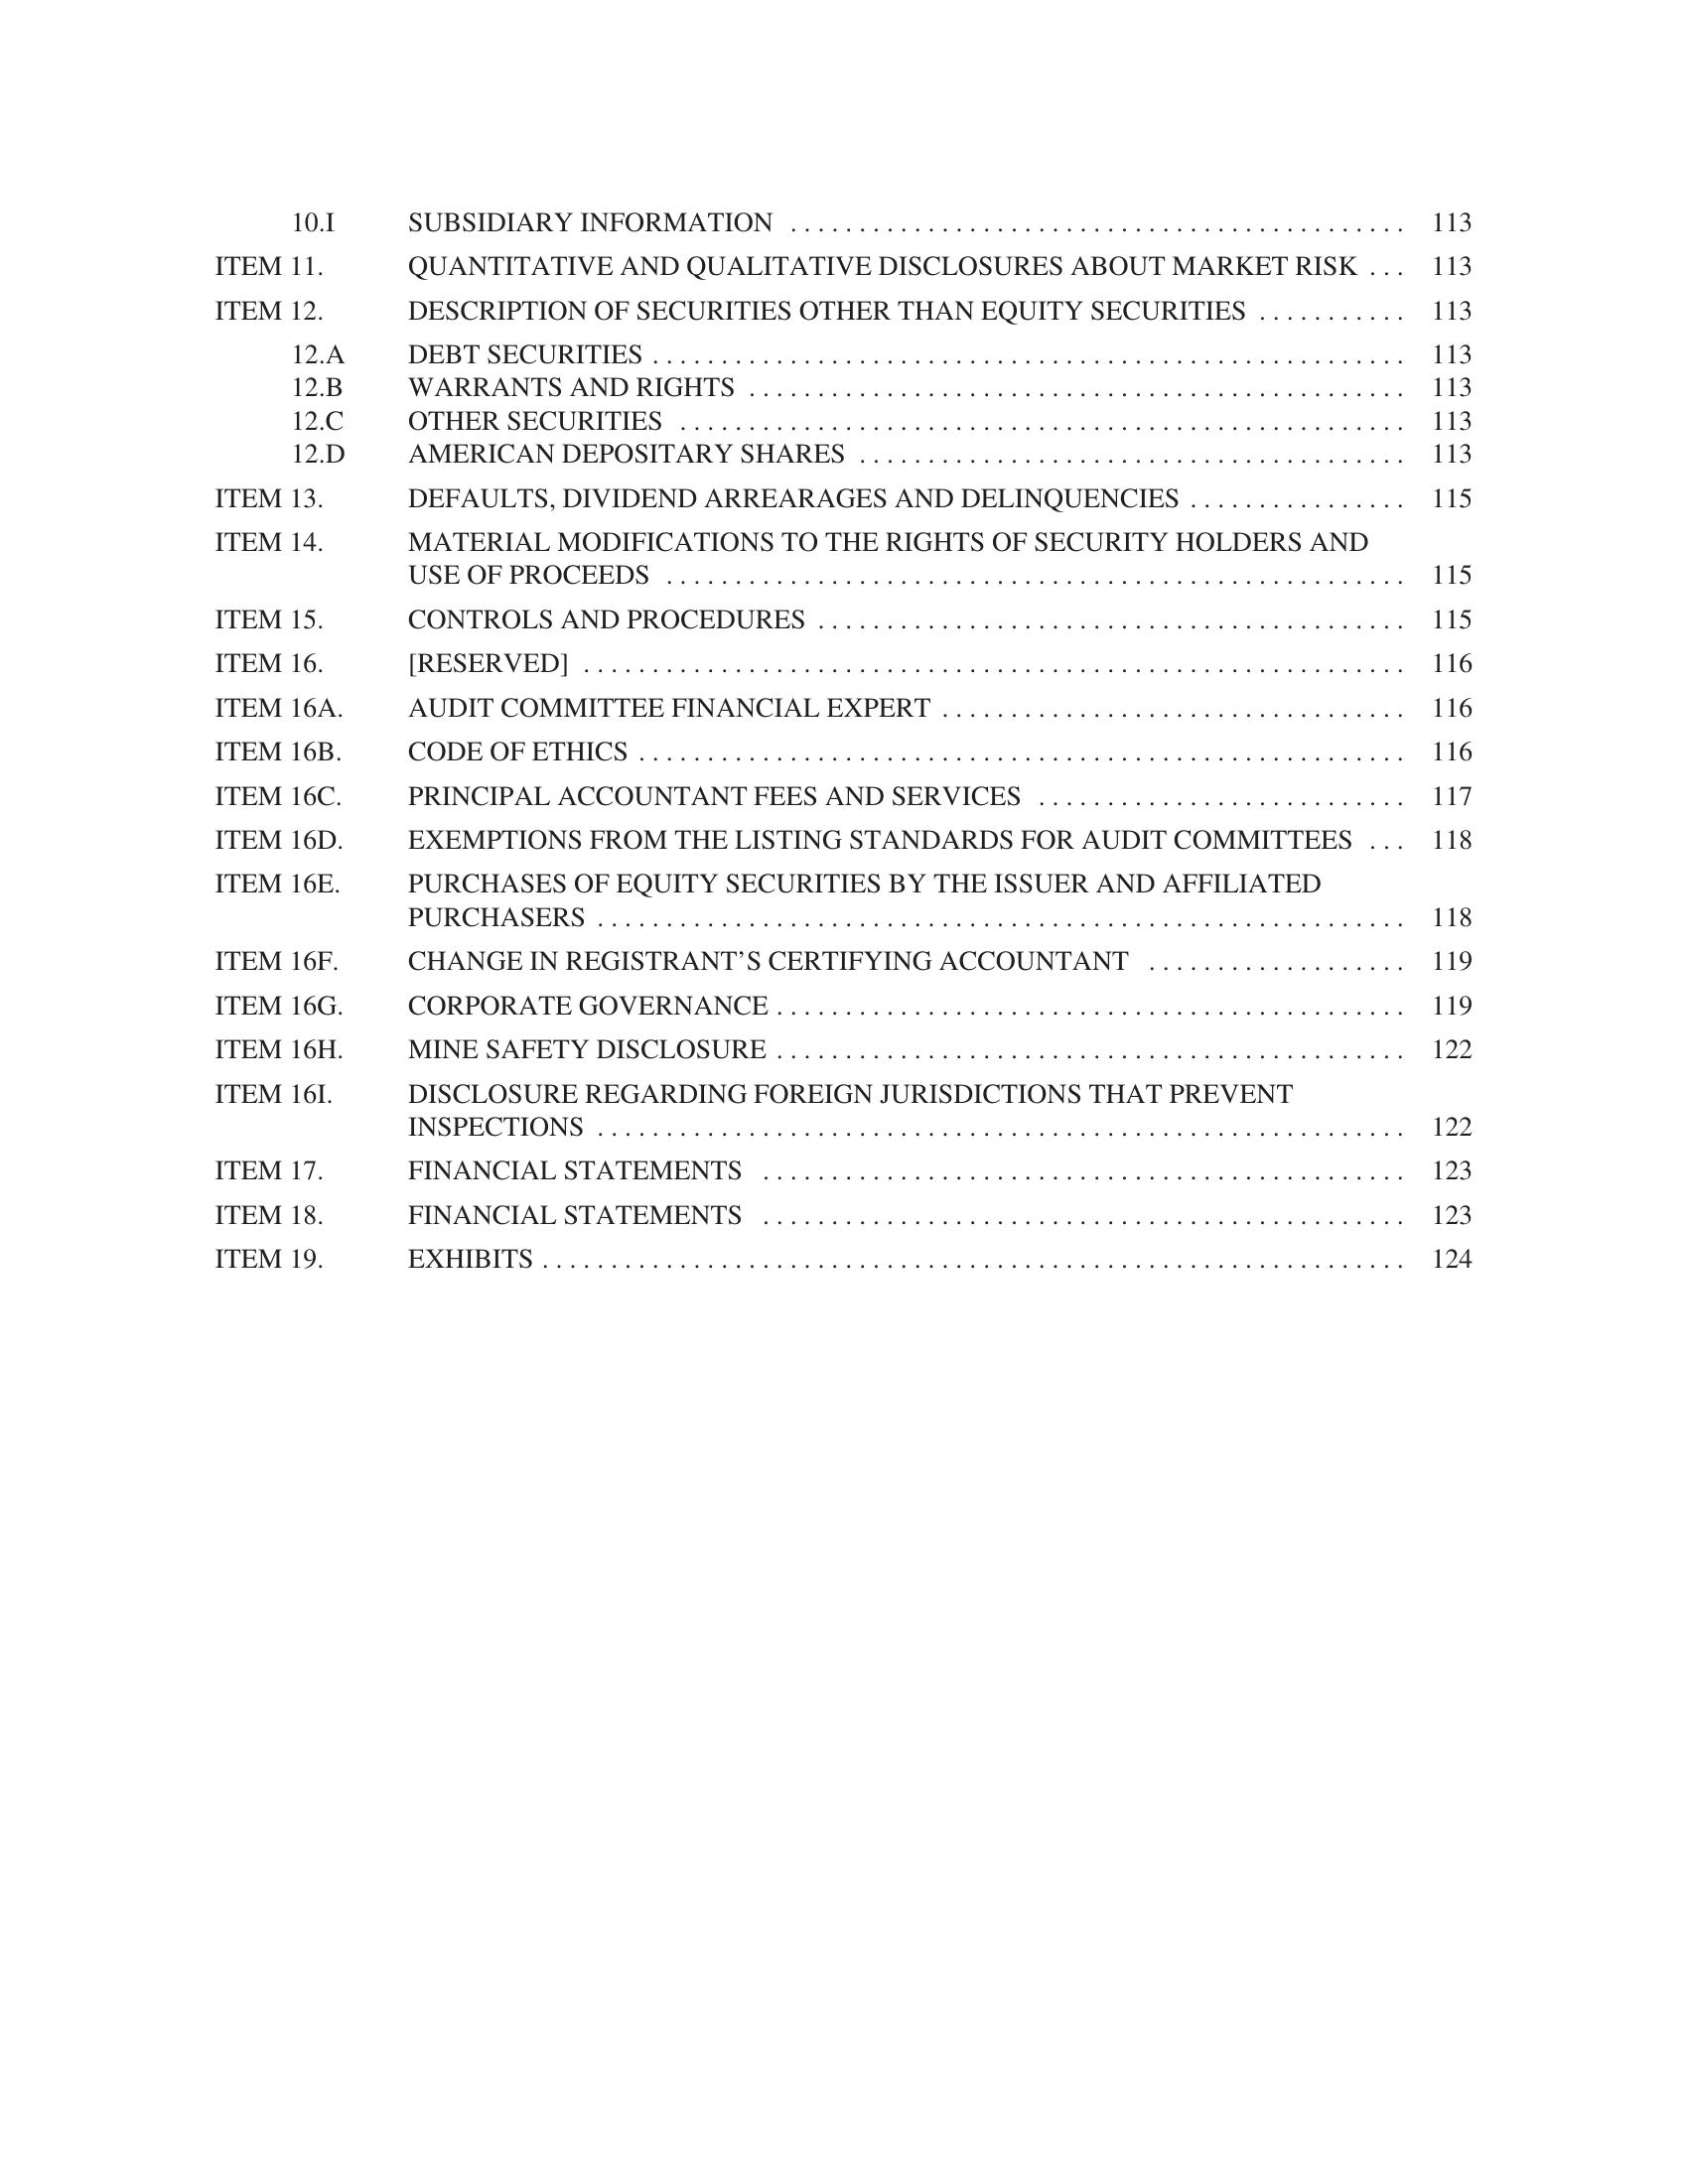 10.I SUBSIDIARY INFORMATION . . . . . . . . . . . . . . . . . . . . . . . . . . . . . . . . . . . . . . . . . . . . . 113
ITEM 11. QUANTITATIVE AND QUALITATIVE DISCLOSURES ABOUT MARKET RISK . . . 113
ITEM 12. DESCRIPTION OF SECURITIES OTHER THAN EQUITY SECURITIES . . . . . . . . . . . 113
12.A DEBT SECURITIES . . . . . . . . . . . . . . . . . . . . . . . . . . . . . . . . . . . . . . . . . . . . . . . . . . . . . . . 113
12.B WARRANTS AND RIGHTS . . . . . . . . . . . . . . . . . . . . . . . . . . . . . . . . . . . . . . . . . . . . . . . . 113
12.C OTHER SECURITIES . . . . . . . . . . . . . . . . . . . . . . . . . . . . . . . . . . . . . . . . . . . . . . . . . . . . . 113
12.D AMERICAN DEPOSITARY SHARES . . . . . . . . . . . . . . . . . . . . . . . . . . . . . . . . . . . . . . . . 113
ITEM 13. DEFAULTS, DIVIDEND ARREARAGES AND DELINQUENCIES . . . . . . . . . . . . . . . . 115
ITEM 14. MATERIAL MODIFICATIONS TO THE RIGHTS OF SECURITY HOLDERS AND
USE OF PROCEEDS . . . . . . . . . . . . . . . . . . . . . . . . . . . . . . . . . . . . . . . . . . . . . . . . . . . . . . 115
ITEM 15. CONTROLS AND PROCEDURES . . . . . . . . . . . . . . . . . . . . . . . . . . . . . . . . . . . . . . . . . . . 115
ITEM 16. [RESERVED] . . . . . . . . . . . . . . . . . . . . . . . . . . . . . . . . . . . . . . . . . . . . . . . . . . . . . . . . . . . . 116
ITEM 16A. AUDIT COMMITTEE FINANCIAL EXPERT . . . . . . . . . . . . . . . . . . . . . . . . . . . . . . . . . . 116
ITEM 16B. CODE OF ETHICS . . . . . . . . . . . . . . . . . . . . . . . . . . . . . . . . . . . . . . . . . . . . . . . . . . . . . . . . 116
ITEM 16C. PRINCIPAL ACCOUNTANT FEES AND SERVICES . . . . . . . . . . . . . . . . . . . . . . . . . . . 117
ITEM 16D. EXEMPTIONS FROM THE LISTING STANDARDS FOR AUDIT COMMITTEES . . . 118
ITEM 16E. PURCHASES OF EQUITY SECURITIES BY THE ISSUER AND AFFILIATED
PURCHASERS . . . . . . . . . . . . . . . . . . . . . . . . . . . . . . . . . . . . . . . . . . . . . . . . . . . . . . . . . . . 118
ITEM 16F. CHANGE IN REGISTRANT’S CERTIFYING ACCOUNTANT . . . . . . . . . . . . . . . . . . . 119
ITEM 16G. CORPORATE GOVERNANCE . . . . . . . . . . . . . . . . . . . . . . . . . . . . . . . . . . . . . . . . . . . . . . 119
ITEM 16H. MINE SAFETY DISCLOSURE . . . . . . . . . . . . . . . . . . . . . . . . . . . . . . . . . . . . . . . . . . . . . . 122
ITEM 16I. DISCLOSURE REGARDING FOREIGN JURISDICTIONS THAT PREVENT
INSPECTIONS . . . . . . . . . . . . . . . . . . . . . . . . . . . . . . . . . . . . . . . . . . . . . . . . . . . . . . . . . . . 122
ITEM 17. FINANCIAL STATEMENTS . . . . . . . . . . . . . . . . . . . . . . . . . . . . . . . . . . . . . . . . . . . . . . . 123
ITEM 18. FINANCIAL STATEMENTS . . . . . . . . . . . . . . . . . . . . . . . . . . . . . . . . . . . . . . . . . . . . . . . 123
ITEM 19. EXHIBITS . . . . . . . . . . . . . . . . . . . . . . . . . . . . . . . . . . . . . . . . . . . . . . . . . . . . . . . . . . . . . . . 124